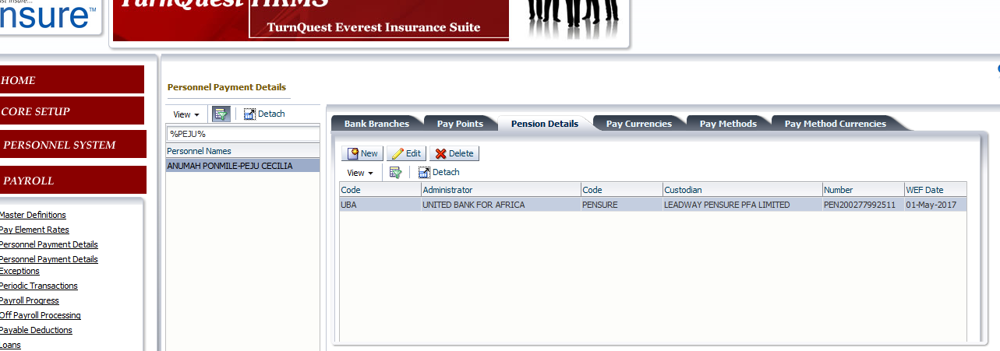 nsure™
TurnQuest HRMS
TurnQuest Everest Insurance Suite
HOME
CORE SETUP
PERSONNEL SYSTEM
PAYROLL
Master Definitions
Pay Element Rates
Personnel Payment Details
Personnel Payment Details
Exceptions
Periodic Transactions
Payroll Progress
Off Payroll Processing
Payable Deductions
Loans
Personnel Payment Details
View Detach
%PEJU%
Personnel Names
ANUMAH PONMILE-PEJU CECILIA
Bank Branches Pay Points Pension Details Pay Currencies Pay Methods Pay Method Currencies
New Edit Delete
View Detach
Code Administrator Code Custodian Number WEF Date
UBA UNITED BANK FOR AFRICA PENSURE LEADWAY PENSURE PFA LIMITED PEN200277992511 01-May-2017